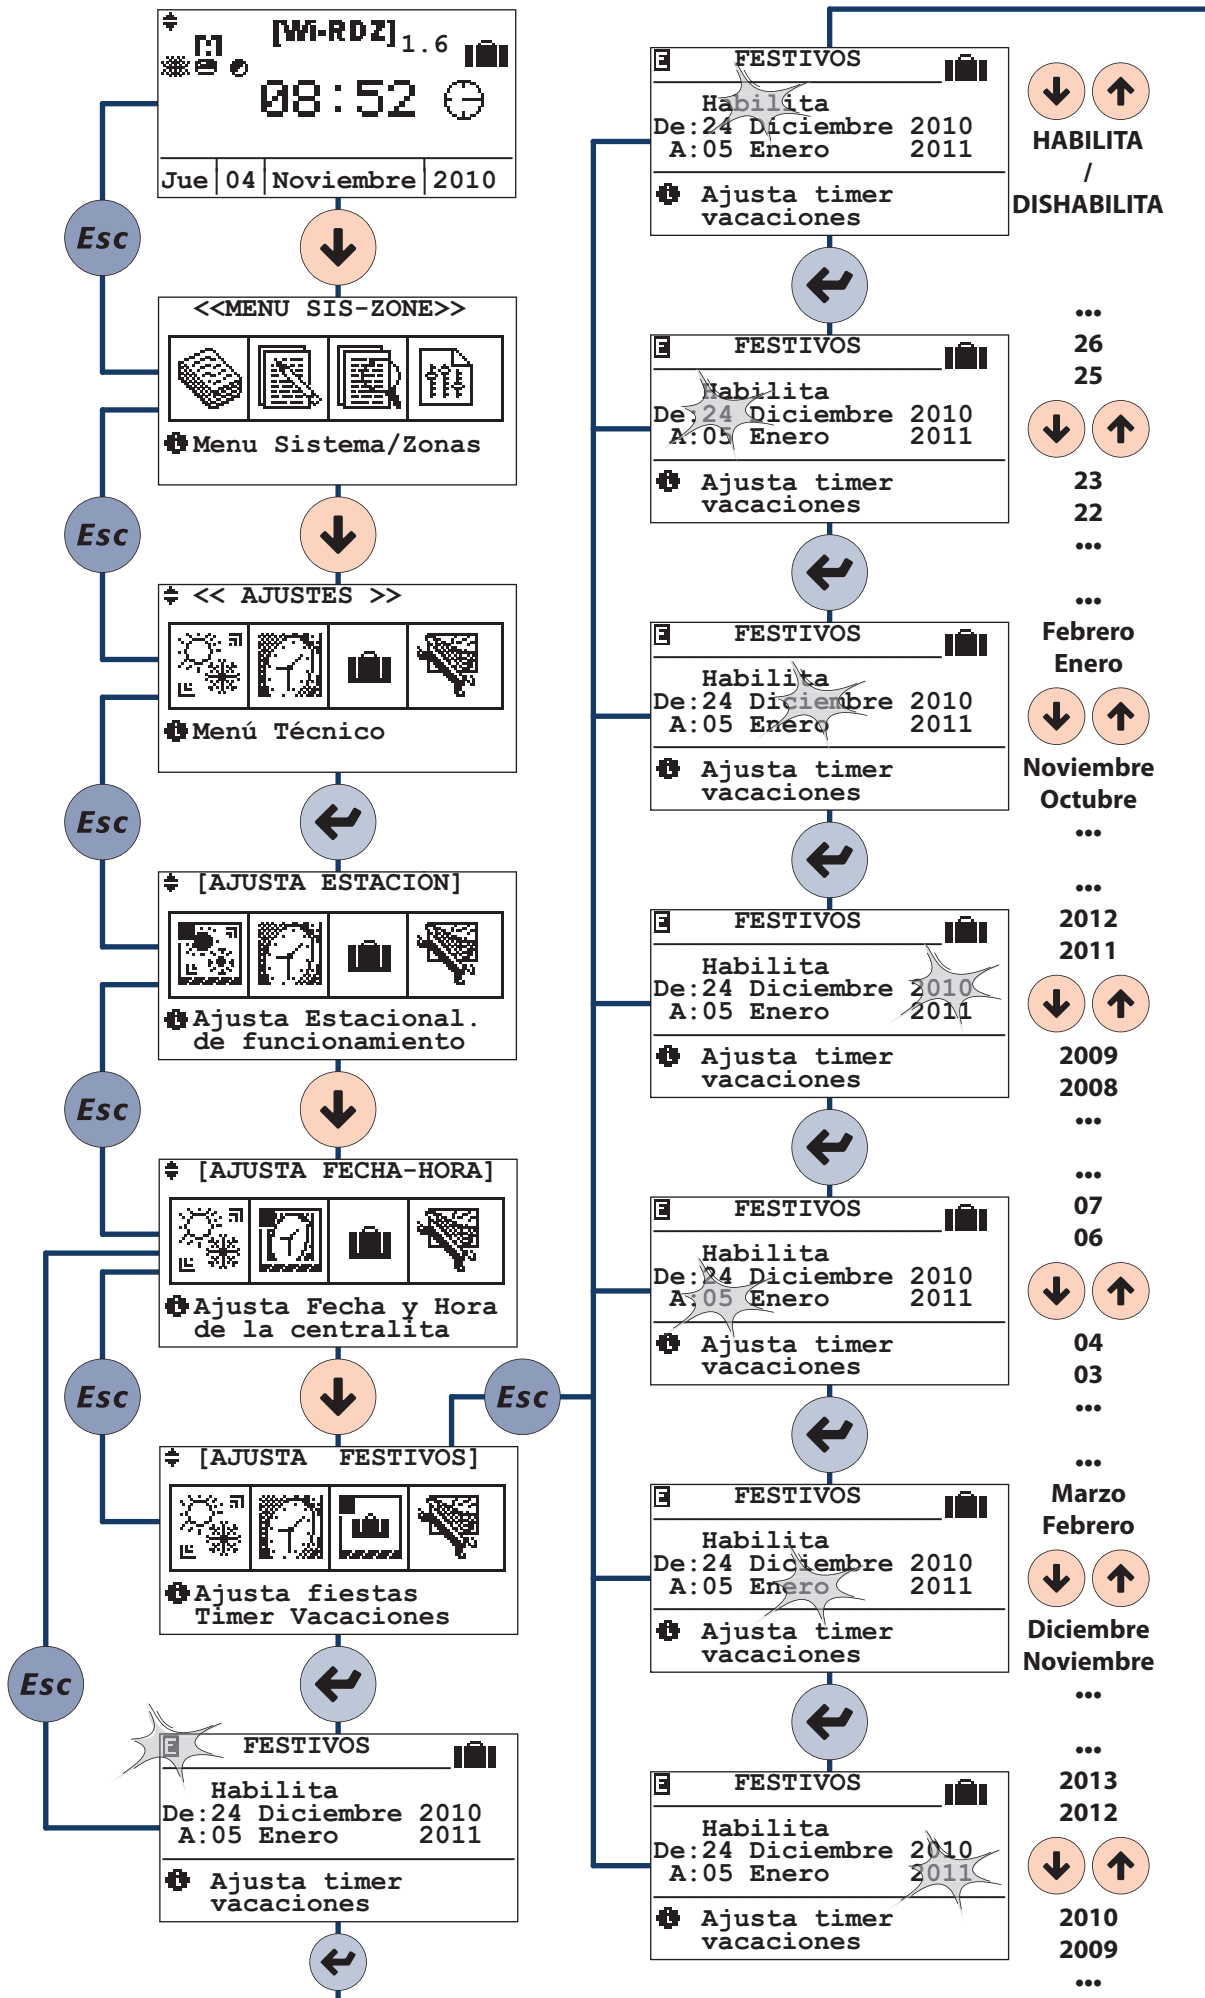 [Wi-RDZ] 1.6
08:52
Jue 04 Noviembre 2010
Esc
<<MENU SIS-ZONE>>
Menu Sistema/Zonas
Esc
<< AJUSTES >>
Menú Técnico
Esc
[AJUSTA ESTACION]
Ajusta Estacional.
de funcionamiento
Esc
[AJUSTA FECHA-HORA]
Ajusta Fecha y Hora
de la centralita
Esc
Esc
[AJUSTA FESTIVOS]
Ajusta fiestas
Timer Vacaciones
Esc
E FESTIVOS
Habilita
De:24 Diciembre 2010
A:05 Enero 2011
Ajusta timer
vacaciones
E FESTIVOS
Habilita
De:24 Diciembre 2010
A:05 Enero 2011
Ajusta timer
vacaciones
HABILITA
/
DISHABILITA
E FESTIVOS
Habilita
De:24 Diciembre 2010
A:05 Enero 2011
Ajusta timer
vacaciones
...
26
25
23
22
...
E FESTIVOS
Habilita
De:24 Diciembre 2010
A:05 Enero 2011
Ajusta timer
vacaciones
...
Febrero
Enero
Noviembre
Octubre
...
E FESTIVOS
Habilita
De:24 Diciembre 2010
A:05 Enero 2011
Ajusta timer
vacaciones
...
2012
2011
2009
2008
...
E FESTIVOS
Habilita
De:24 Diciembre 2010
A:05 Enero 2011
Ajusta timer
vacaciones
...
07
06
04
03
...
E FESTIVOS
Habilita
De:24 Diciembre 2010
A:05 Enero 2011
Ajusta timer
vacaciones
...
Marzo
Febrero
Diciembre
Noviembre
...
E FESTIVOS
Habilita
De:24 Diciembre 2010
A:05 Enero 2011
Ajusta timer
vacaciones
...
2013
2012
2010
2009
...